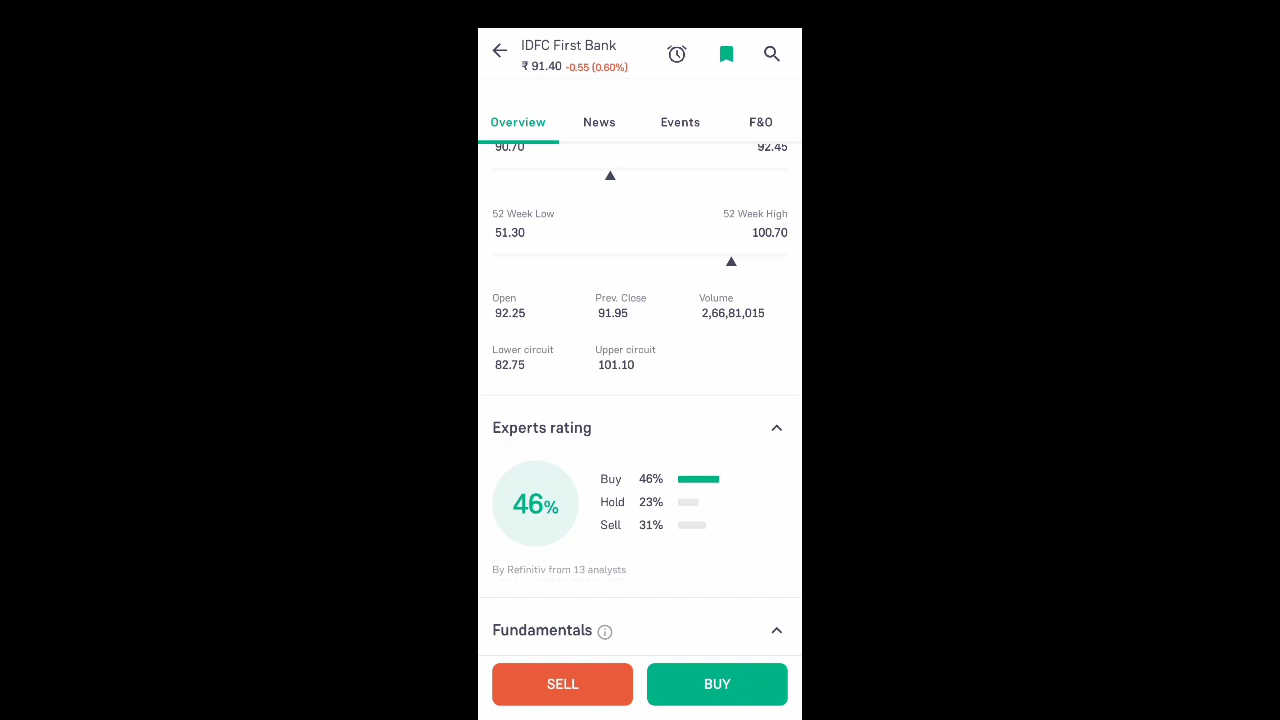 IDFC First Bank
₹ 91.40 -0.55 (0.60%)
Overview News Events F&O
90.70 92.45
52 Week Low 52 Week High
51.30 100.70
Open Prev. Close Volume
92.25 91.95 2,66,81,015
Lower circuit Upper circuit
82.75 101.10
Experts rating
46%
Buy 46%
Hold 23%
Sell 31%
By Refinitiv from 13 analysts
Fundamentals
SELL BUY